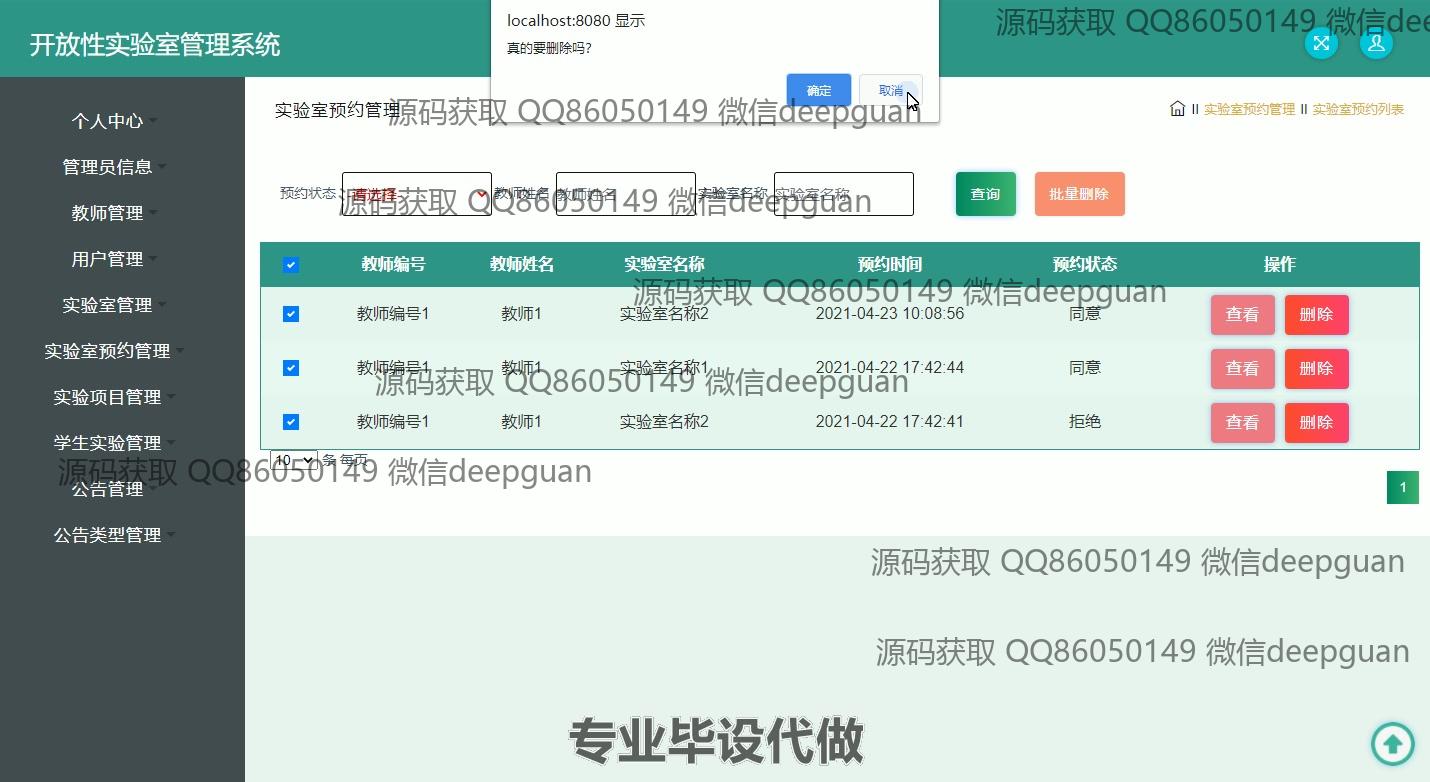 localhost:8080 显示
真的要删除吗?
确定 取消
源码获取 QQ86050149 微信dee
开放性实验室管理系统
个人中心
管理员信息
教师管理
用户管理
实验室管理
实验室预约管理
实验项目管理
学生实验管理
公告管理
公告类型管理
实验室预约管理
源码获取 QQ86050149 微信deepguan
II 实验室预约管理 II 实验室预约列表
预约状态 请选择 教师姓名 教师姓名 实验室名称 实验室名称 查询 批量删除
源码获取 QQ86050149 微信deepguan
教师编号 教师姓名 实验室名称 预约时间 预约状态 操作
源码获取 QQ86050149 微信deepguan
教师编号1 教师1 实验室名称2 2021-04-23 10:08:56 同意 查看 删除
教师编号1 教师1 实验室名称1 2021-04-22 17:42:44 同意 查看 删除
源码获取 QQ86050149 微信deepguan
教师编号1 教师1 实验室名称2 2021-04-22 17:42:41 拒绝 查看 删除
10 条 每页
源码获取 QQ86050149 微信deepguan
1
源码获取 QQ86050149 微信deepguan
源码获取 QQ86050149 微信deepguan
专业毕设代做